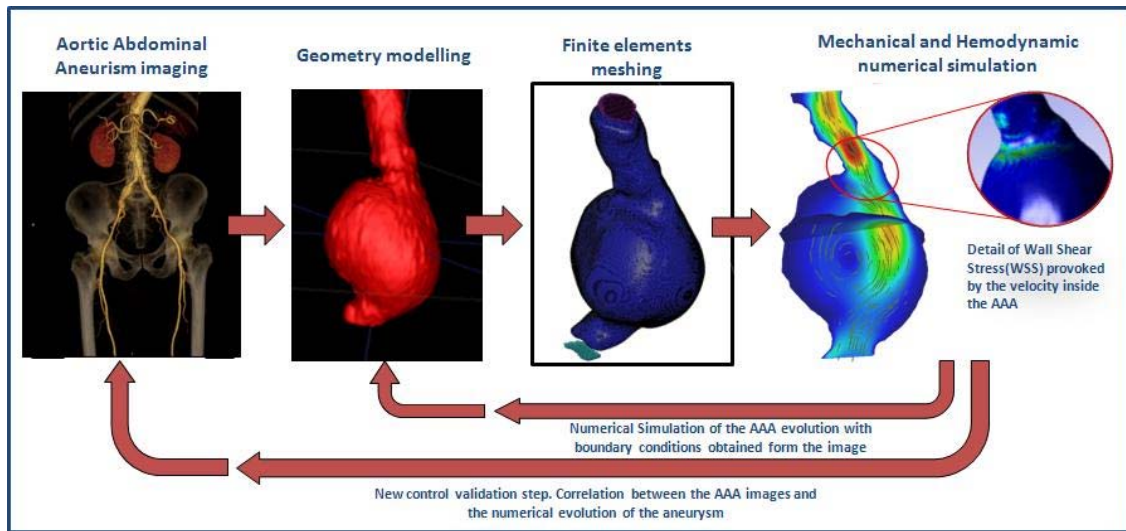 Aortic Abdominal
Aneurism imaging
Geometry modelling
Finite elements
meshing
Mechanical and Hemodynamic
numerical simulation
Detail of Wall Shear
Stress(WSS) provoked
by the velocity inside
the AAA
Numerical Simulation of the AAA evolution with
boundary conditions obtained form the image
New control validation step. Correlation between the AAA images and
the numerical evolution of the aneurysm